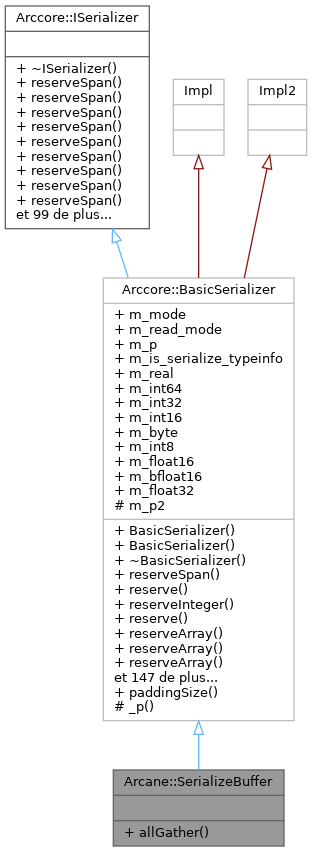 Arccore::ISerializer
+ ~ISerializer()
+ reserveSpan()
+ reserveSpan()
+ reserveSpan()
+ reserveSpan()
+ reserveSpan()
+ reserveSpan()
+ reserveSpan()
+ reserveSpan()
+ reserveSpan()
et 99 de plus...
Impl
Impl2
Arccore::BasicSerializer
+ m_mode
+ m_read_mode
+ m_p
+ m_is_serialize_typeinfo
+ m_real
+ m_int64
+ m_int32
+ m_int16
+ m_byte
+ m_int8
+ m_float16
+ m_bfloat16
+ m_float32
# m_p2
+ BasicSerializer()
+ BasicSerializer()
+ ~BasicSerializer()
+ reserveSpan()
+ reserve()
+ reserveInteger()
+ reserve()
+ reserveArray()
+ reserveArray()
+ reserveArray()
et 147 de plus...
+ paddingSize()
# _p()
Arcane::SerializeBuffer
+ allGather()